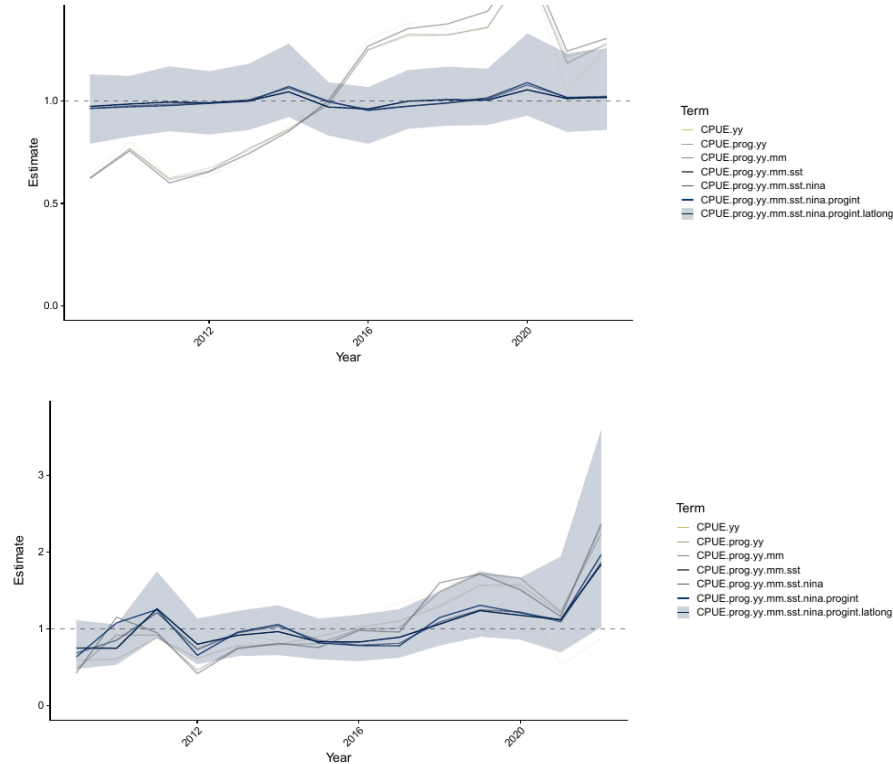 1.0
0.5
0.0
Estimate
2012
2016
2020
Year
Term
CPUE.yy
CPUE.prog.yy
CPUE.prog.yy.mm
CPUE.prog.yy.mm.sst
CPUE.prog.yy.mm.sst.nina
CPUE.prog.yy.mm.sst.nina.progint
CPUE.prog.yy.mm.sst.nina.progint.latlong
3
2
1
0
Estimate
2012
2016
2020
Year
Term
CPUE.yy
CPUE.prog.yy
CPUE.prog.yy.mm
CPUE.prog.yy.mm.sst
CPUE.prog.yy.mm.sst.nina
CPUE.prog.yy.mm.sst.nina.progint
CPUE.prog.yy.mm.sst.nina.progint.latlong